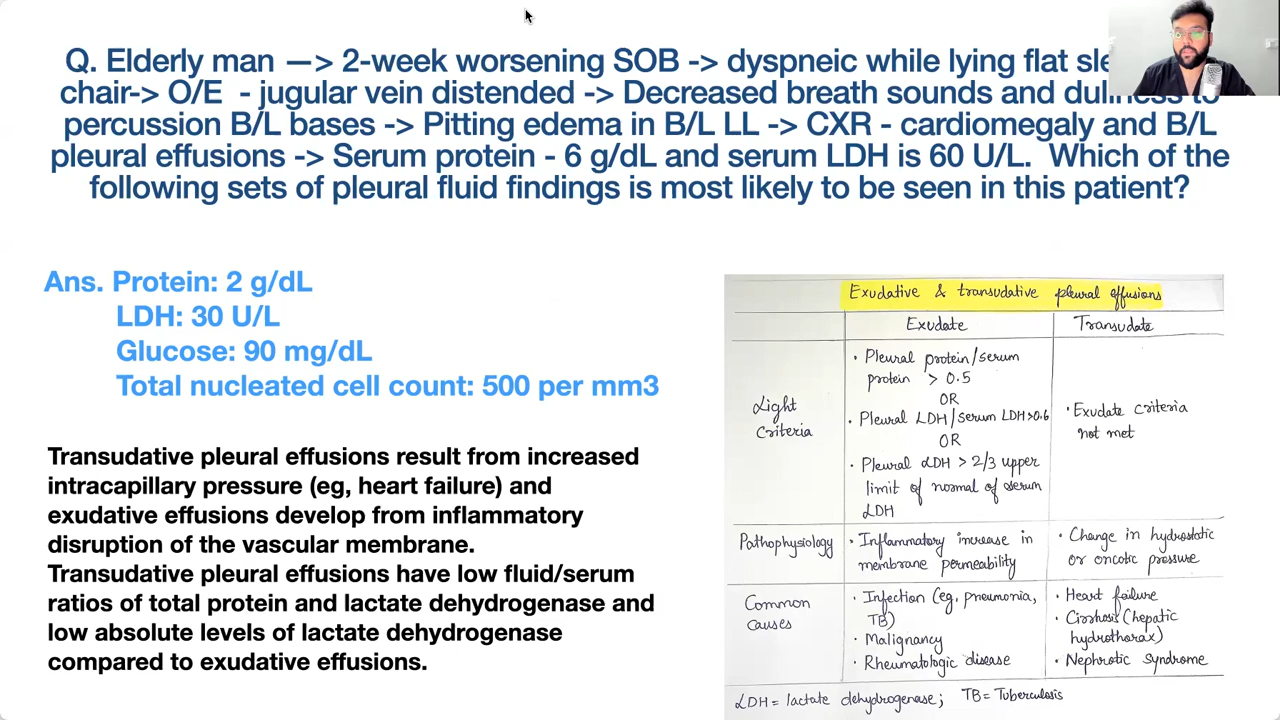 Q. Elderly man —> 2-week worsening SOB -> dyspneic while lying flat
chair-> O/E - jugular vein distended -> Decreased breath sounds and dullness to
percussion B/L bases -> Pitting edema in B/L LL -> CXR - cardiomegaly and B/L
pleural effusions -> Serum protein - 6 g/dL and serum LDH is 60 U/L. Which of the
following sets of pleural fluid findings is most likely to be seen in this patient?
Ans. Protein: 2 g/dL
LDH: 30 U/L
Glucose: 90 mg/dL
Total nucleated cell count: 500 per mm3
Transudative pleural effusions result from increased
intracapillary pressure (eg, heart failure) and
exudative effusions develop from inflammatory
disruption of the vascular membrane.
Transudative pleural effusions have low fluid/serum
ratios of total protein and lactate dehydrogenase and
low absolute levels of lactate dehydrogenase
compared to exudative effusions.
Exudative & transudative pleural effusions
Exudate
Transudate
Light
Criteria
• Pleural protein/serum
protein > 0.5
OR
• Pleural LDH/serum LDH>0.6
OR
• Pleural LDH > 2/3 upper
limit of normal of serum
LDH
• Exudate criteria
not met
Pathophysiology
• Inflammatory increase in
membrane permeability
• Change in hydrostatic
or oncotic pressure
Common
causes
• Infection (eg, pneumonia,
TB)
• Malignancy
• Rheumatologic disease
• Heart failure
• Cirrhosis (hepatic
hydrothorax)
• Nephrotic syndrome
LDH = lactate dehydrogenase; TB = Tuberculosis